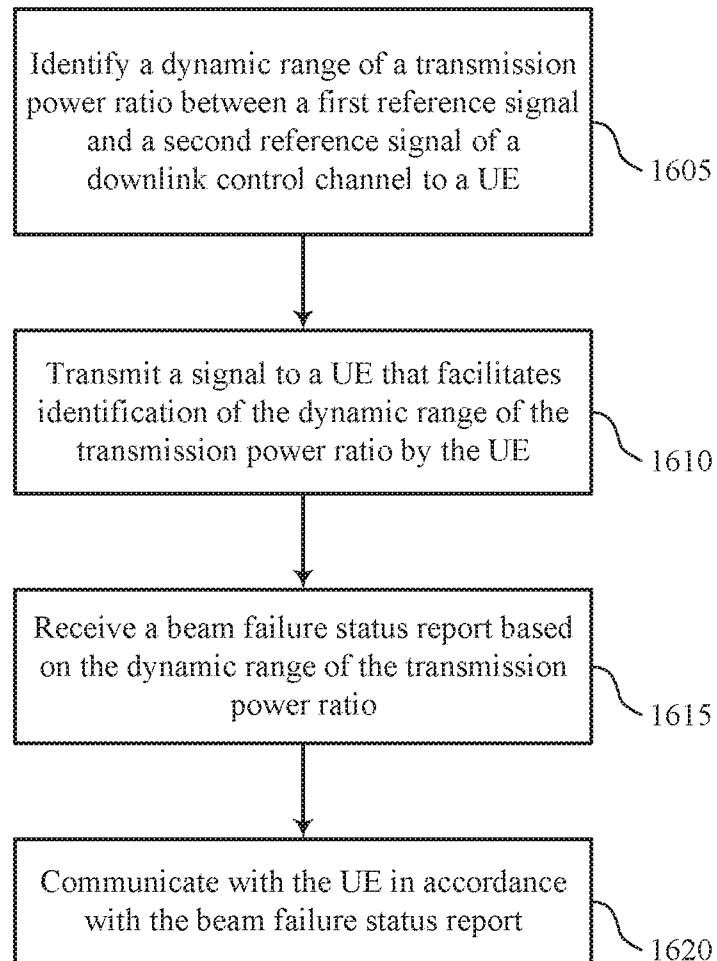 Identify a dynamic range of a transmission
power ratio between a first reference signal
and a second reference signal of a
downlink control channel to a UE
1605
Transmit a signal to a UE that facilitates
identification of the dynamic range of the
transmission power ratio by the UE
1610
Receive a beam failure status report based
on the dynamic range of the transmission
power ratio
1615
Communicate with the UE in accordance
with the beam failure status report
1620